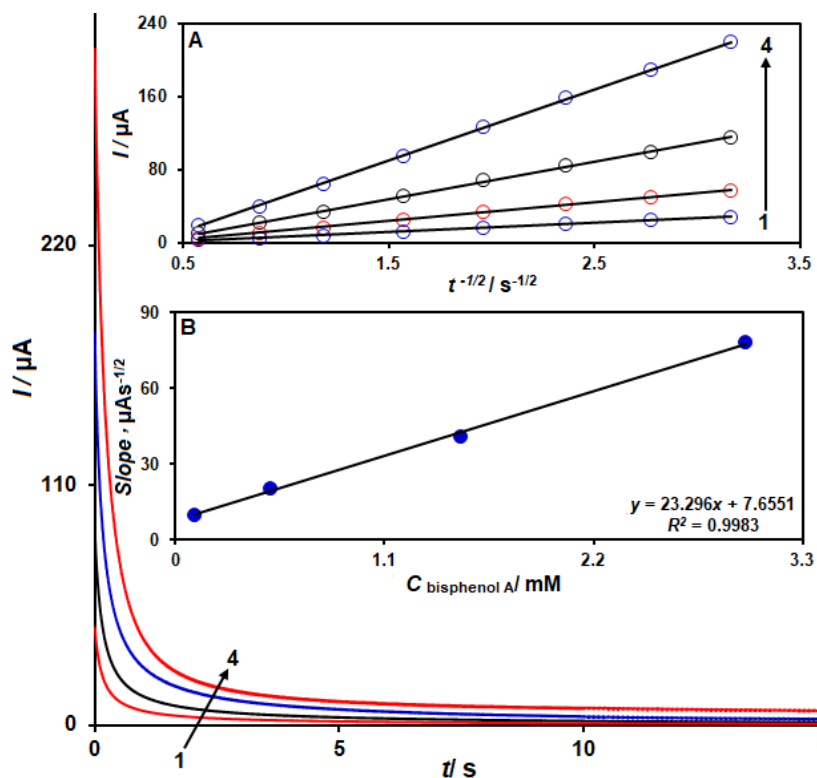 A
240
160
80
0
I / µA
4
1
0.5
1.5
2.5
3.5
t -1/2 / s-1/2
B
90
60
30
0
Slope , µAs-1/2
y = 23.296x + 7.6551
R2 = 0.9983
0
1.1
2.2
3.3
C bisphenol A/ mM
220
110
0
I / µA
4
1
0
5
10
t/ s